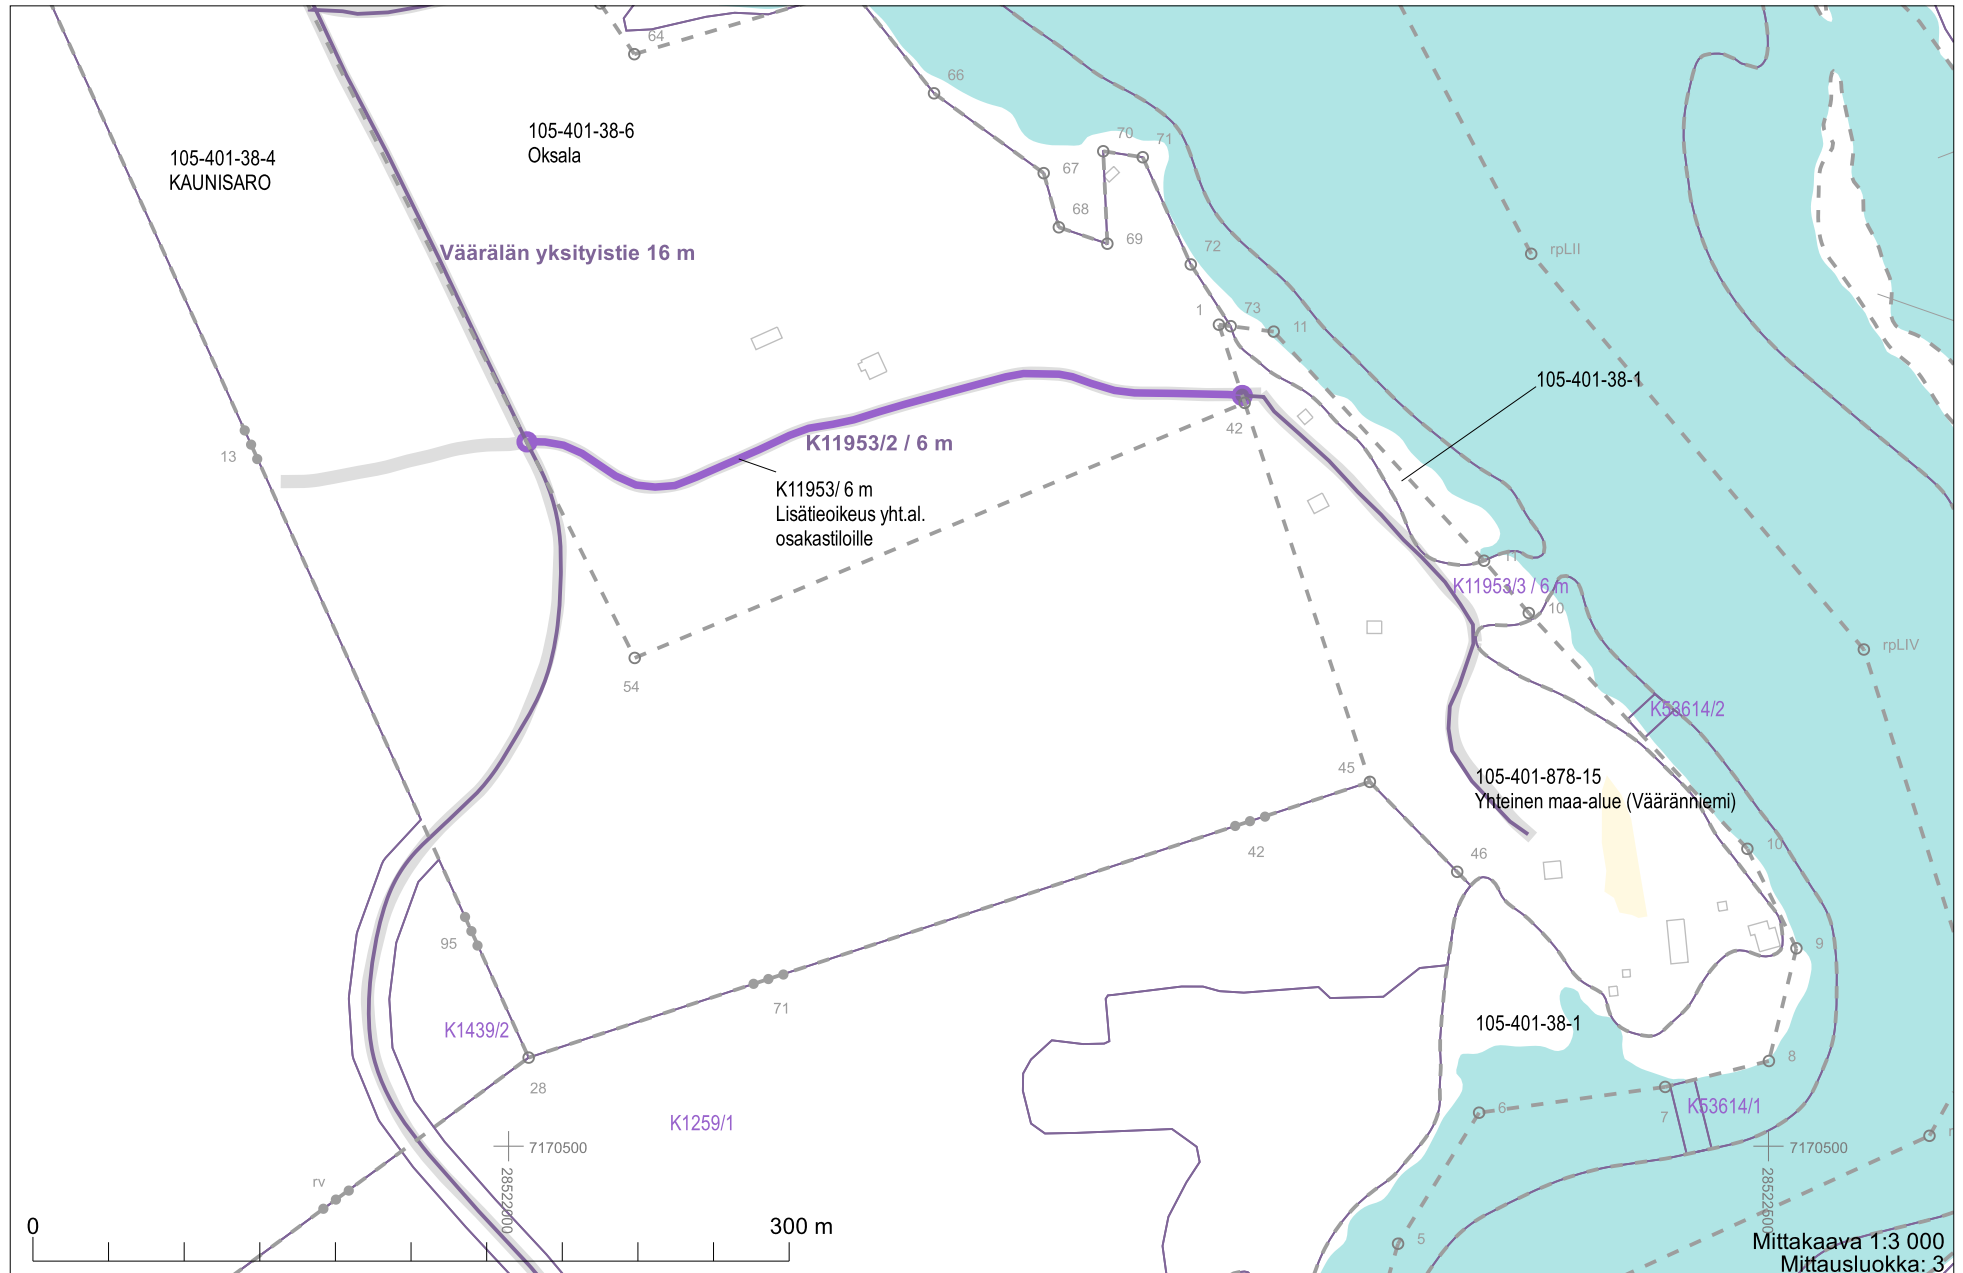 64
66
105-401-38-6
Oksala
70
71
105-401-38-4
KAUNISARO
67
68
69
72
Väärälän yksityistie 16 m
rpLII
1
73
11
105-401-38-1
42
K11953/2 / 6 m
13
K11953/ 6 m
Lisätieoikeus yht.al.
osakastiloille
11
K11953/3 / 6 m
10
rpLIV
54
K53614/2
45
105-401-878-15
Yhteinen maa-alue (Vääränniemi)
42
46
10
95
9
71
K1439/2
105-401-38-1
8
28
K1259/1
6
7
K53614/1
7170500
7170500
28522000
28522500
rv
5
0
300 m
Mittakaava 1:3 000
Mittausluokka: 3